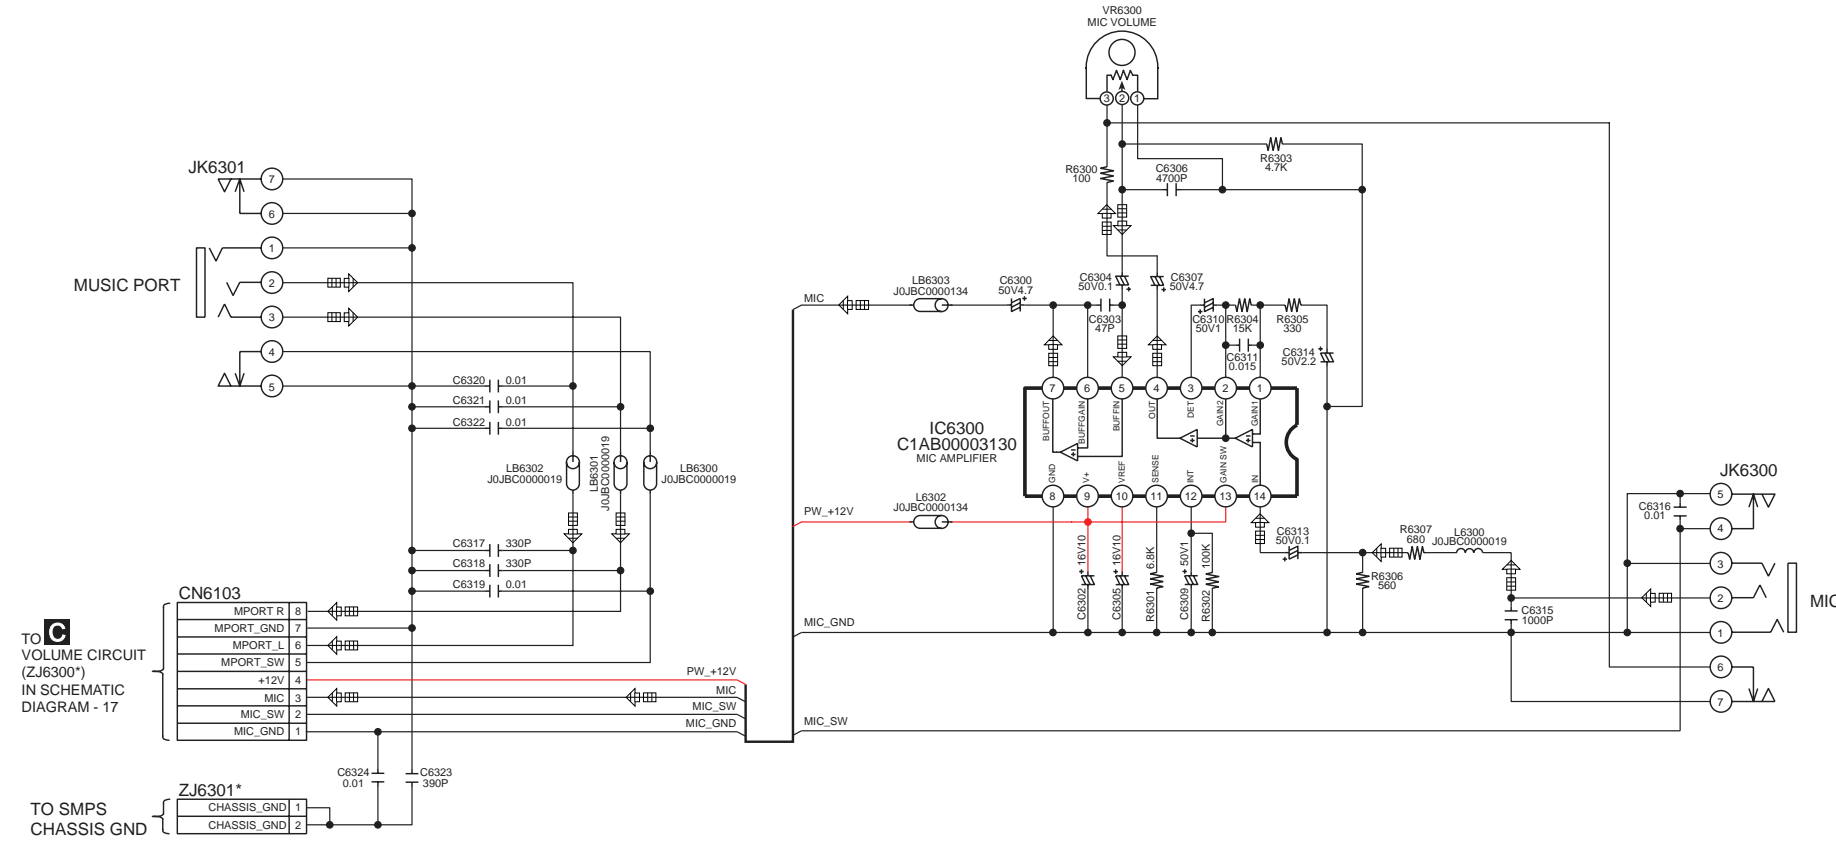 VR6300
MIC VOLUME
3 2 1
R6303
4.7K
R6300
100
C6306
4700P
JK6301
7
6
1
2
3
4
5
MUSIC PORT
C6320 0.01
C6321 0.01
C6322 0.01
LB6302
J0JBC0000019
LB6301
J0JBC0000019
LB6300
J0JBC0000019
C6317 330P
C6318 330P
C6319 0.01
MIC
LB6303
J0JBC0000134
C6300
50V4.7
C6304
50V0.1
C6307
50V4.7
C6303
47P
C6310
50V1
R6304
15K
R6305
330
C6311
0.015
C6314
50V2.2
7 6 5 4 3 2 1
BUFFOUT
BUFFGAIN
BUFFIN
OUT
DET
GAIN2
GAIN1
IC6300
C1AB00003130
MIC AMPLIFIER
GND
V+
VREF
SENSE
INT
GAIN SW
IN
8 9 10 11 12 13 14
PW_+12V
L6302
J0JBC0000134
C6302
16V10
C6305
16V10
R6301
6.8K
C6309
50V1
R6302
100K
C6313
50V0.1
R6307
680
L6300
J0JBC0000019
R6306
560
C6315
1000P
C6316
0.01
JK6300
5
4
3
2
1
6
7
MIC
MIC_GND
MIC_SW
CN6103
MPORT R 8
MPORT_GND 7
MPORT_L 6
MPORT_SW 5
+12V 4
MIC 3
MIC_SW 2
MIC_GND 1
PW_+12V
MIC
MIC_SW
MIC_GND
TO C
VOLUME CIRCUIT
(ZJ6300*)
IN SCHEMATIC
DIAGRAM - 17
C6324
0.01
C6323
390P
ZJ6301*
CHASSIS_GND 1
CHASSIS_GND 2
TO SMPS
CHASSIS GND